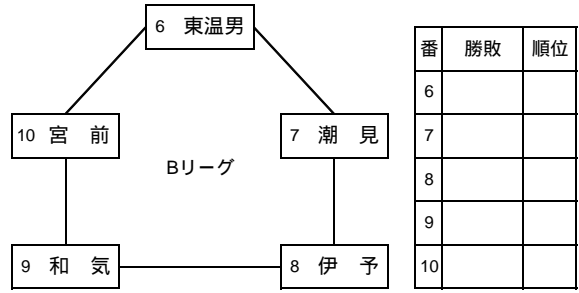 6 東温男
10 宮 前
7 潮 見
Bリーグ
9 和 気
8 伊 予
番 勝敗 順位
6
7
8
9
10